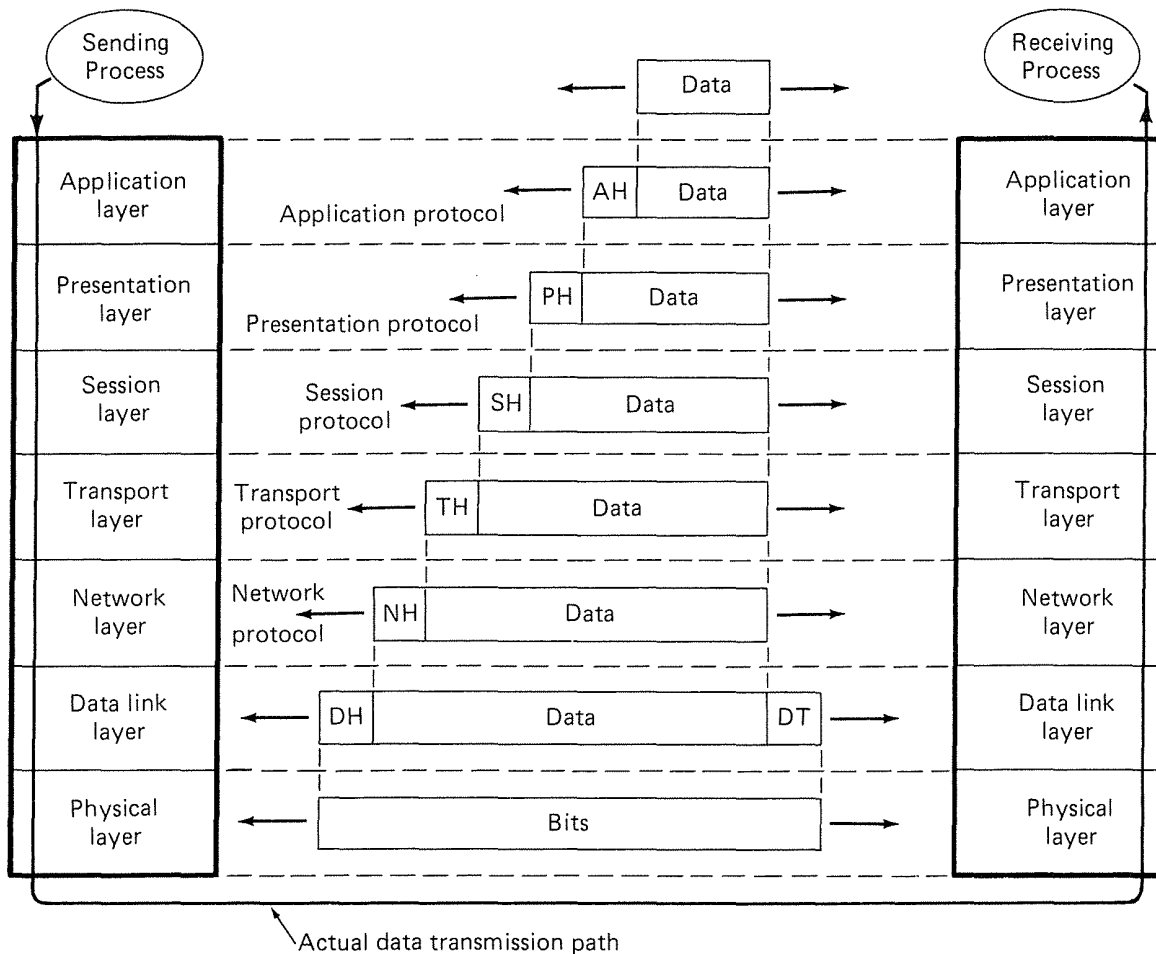 Sending
Process
Receiving
Process
Data
Application
layer
AH
Data
Application protocol
Application
layer
Presentation
layer
PH
Data
Presentation protocol
Presentation
layer
Session
layer
Session
protocol
SH
Data
Session
layer
Transport
layer
Transport
protocol
TH
Data
Transport
layer
Network
layer
Network
protocol
NH
Data
Network
layer
Data link
layer
DH
Data
DT
Data link
layer
Physical
layer
Bits
Physical
layer
Actual data transmission path